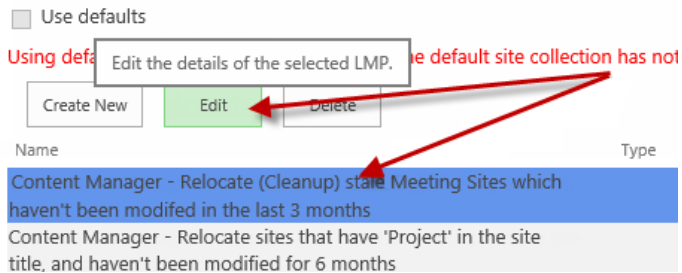 Use defaults
Using defa
Edit the details of the selected LMP.
e default site collection has not
Create New Edit Delete
Name Type
Content Manager - Relocate (Cleanup) stale Meeting Sites which
haven't been modifed in the last 3 months
Content Manager - Relocate sites that have 'Project' in the site
title, and haven't been modified for 6 months